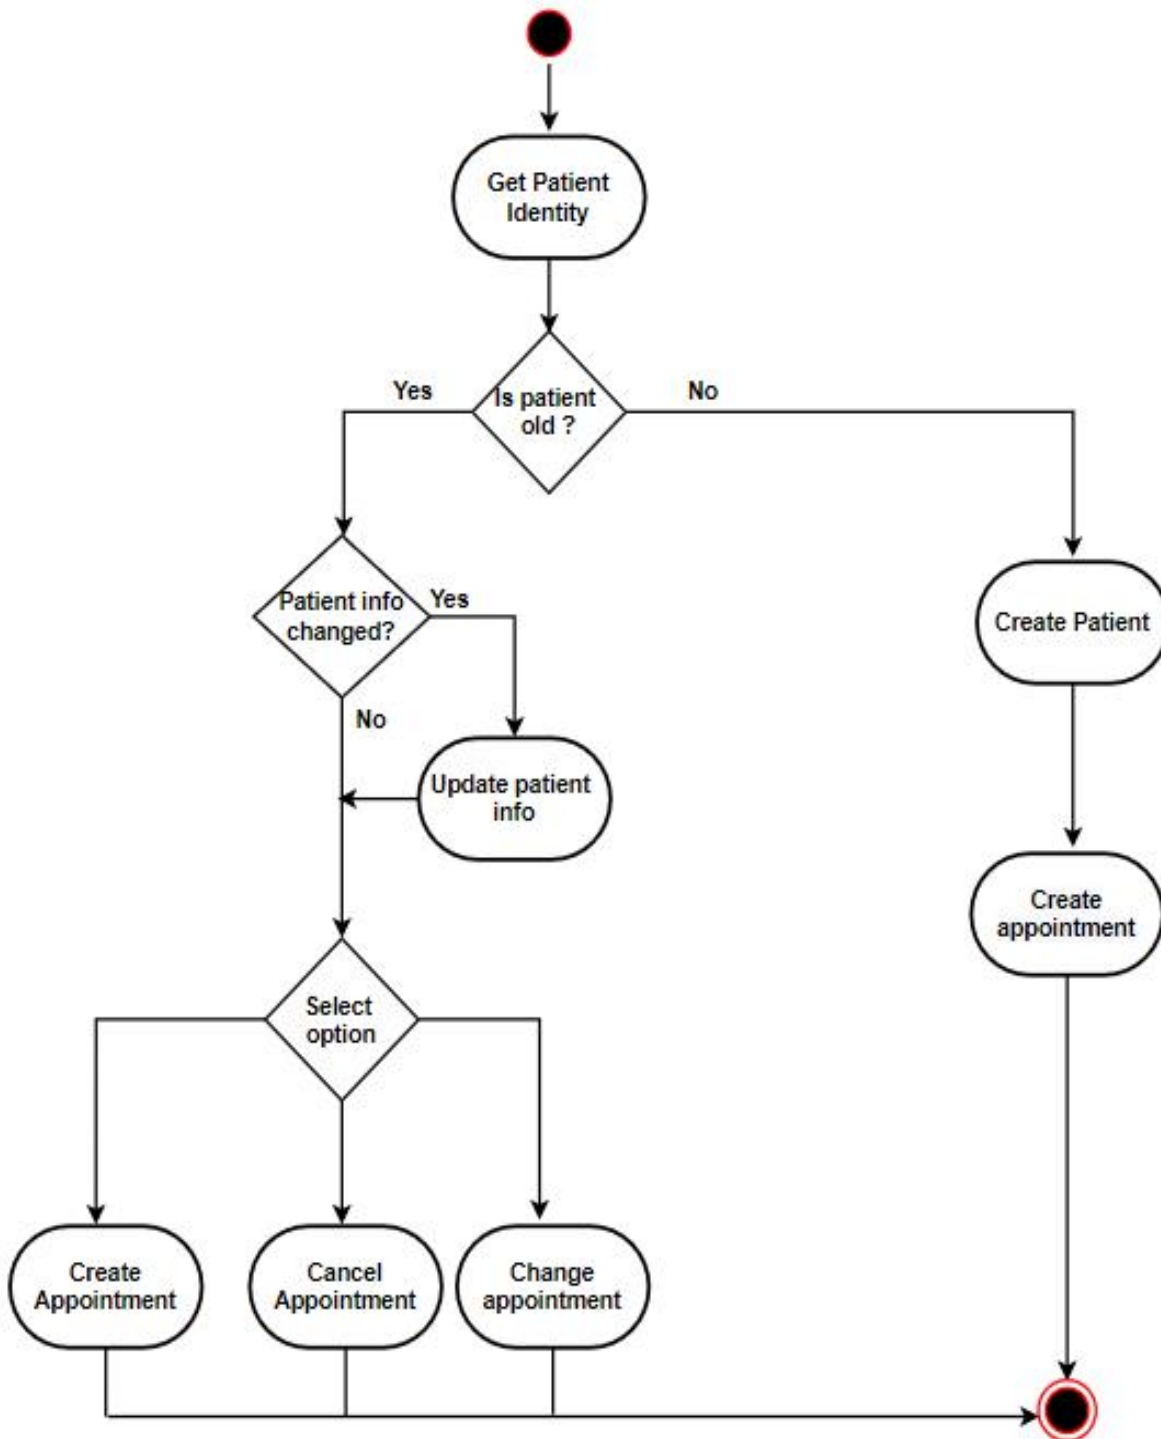 Get Patient
Identity
Yes
Is patient
old ?
No
Patient info
changed?
Yes
No
Update patient
info
Create Patient
Create
appointment
Select
option
Create
Appointment
Cancel
Appointment
Change
appointment